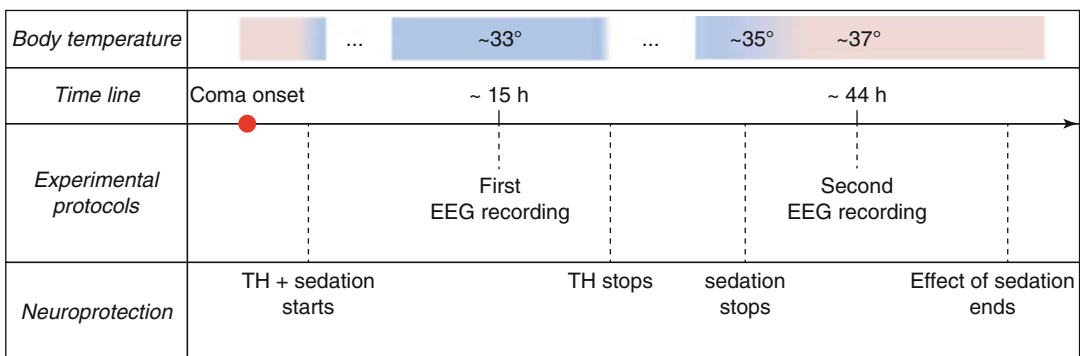 Body temperature ... ~33° ... ~35° ~37°
Time line Coma onset ~ 15 h ~ 44 h
Experimental
protocols
First
EEG recording
Second
EEG recording
Neuroprotection
TH + sedation
starts
TH stops
sedation
stops
Effect of sedation
ends